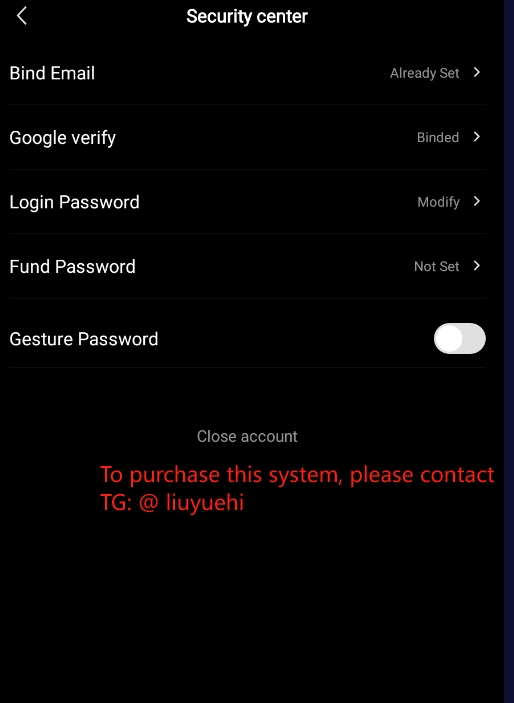 Security center
Bind Email Already Set
Google verify Binded
Login Password Modify
Fund Password Not Set
Gesture Password
Close account
To purchase this system, please contact
TG: @ liuyuehi